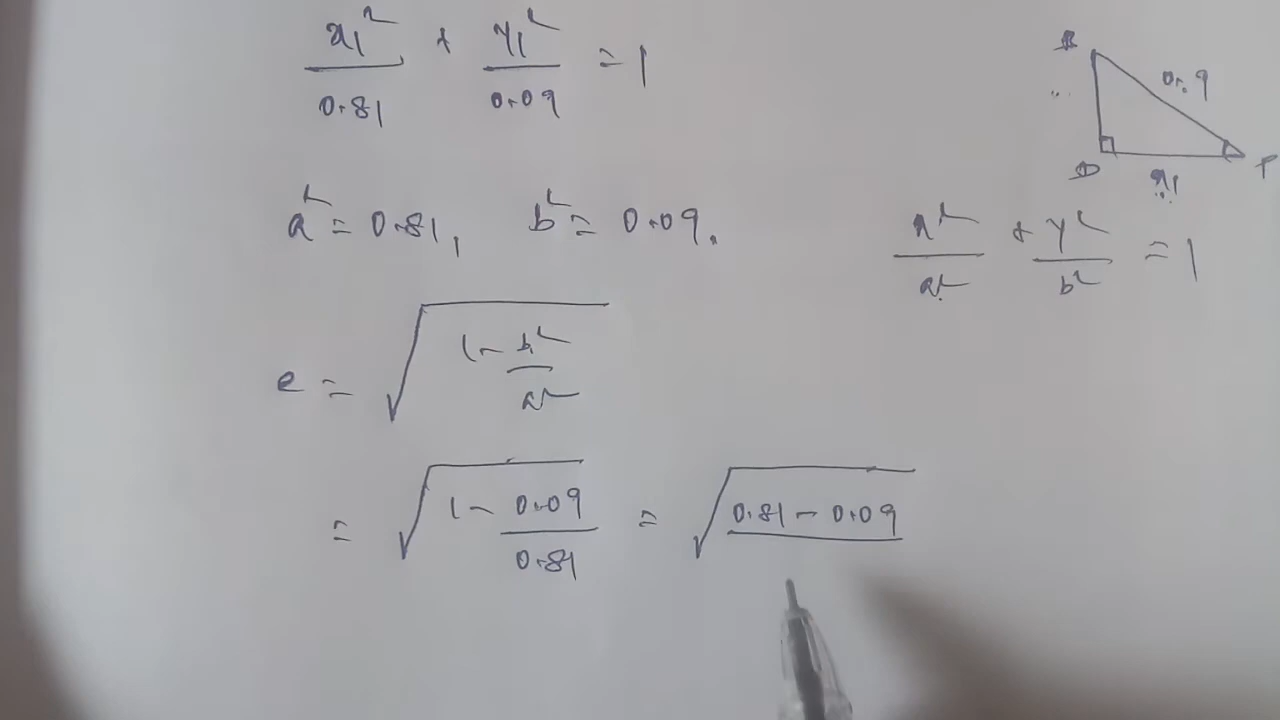 x₁²/0.81 + y₁²/0.09 = 1
B
0.9
D
x₁
P
a² = 0.81, b² = 0.09.
x²/a² + y²/b² = 1
e = √(1 - b²/a²)
= √(1 - 0.09/0.81) = √(0.81 - 0.09